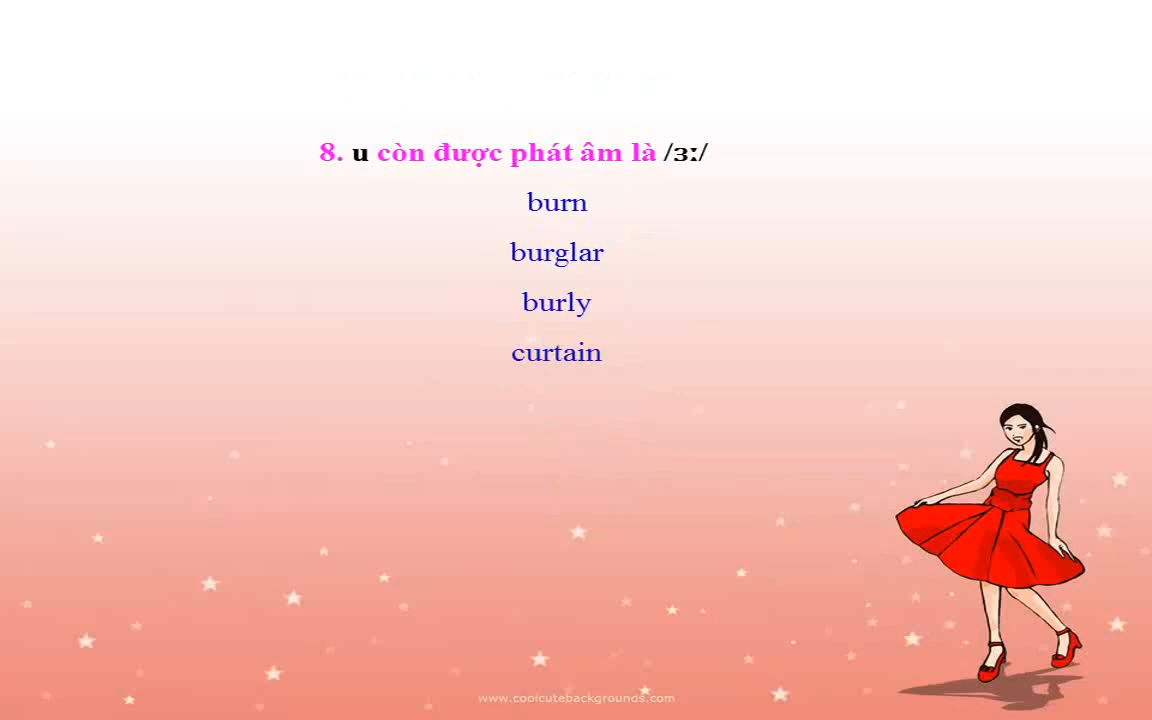 8. u còn được phát âm là /ɜː/
burn
burglar
burly
curtain
www.coolcutebackgrounds.com